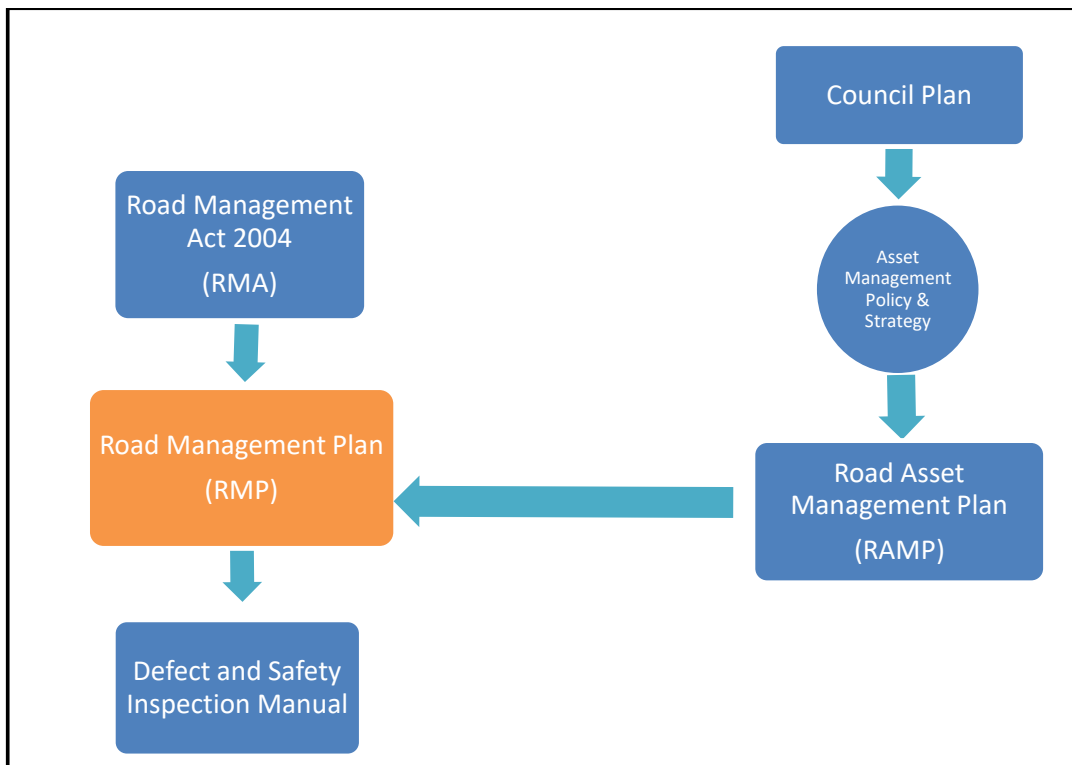 Council Plan
Road Management
Act 2004
(RMA)
Asset
Management
Policy &
Strategy
Road Management Plan
(RMP)
Road Asset
Management Plan
(RAMP)
Defect and Safety
Inspection Manual